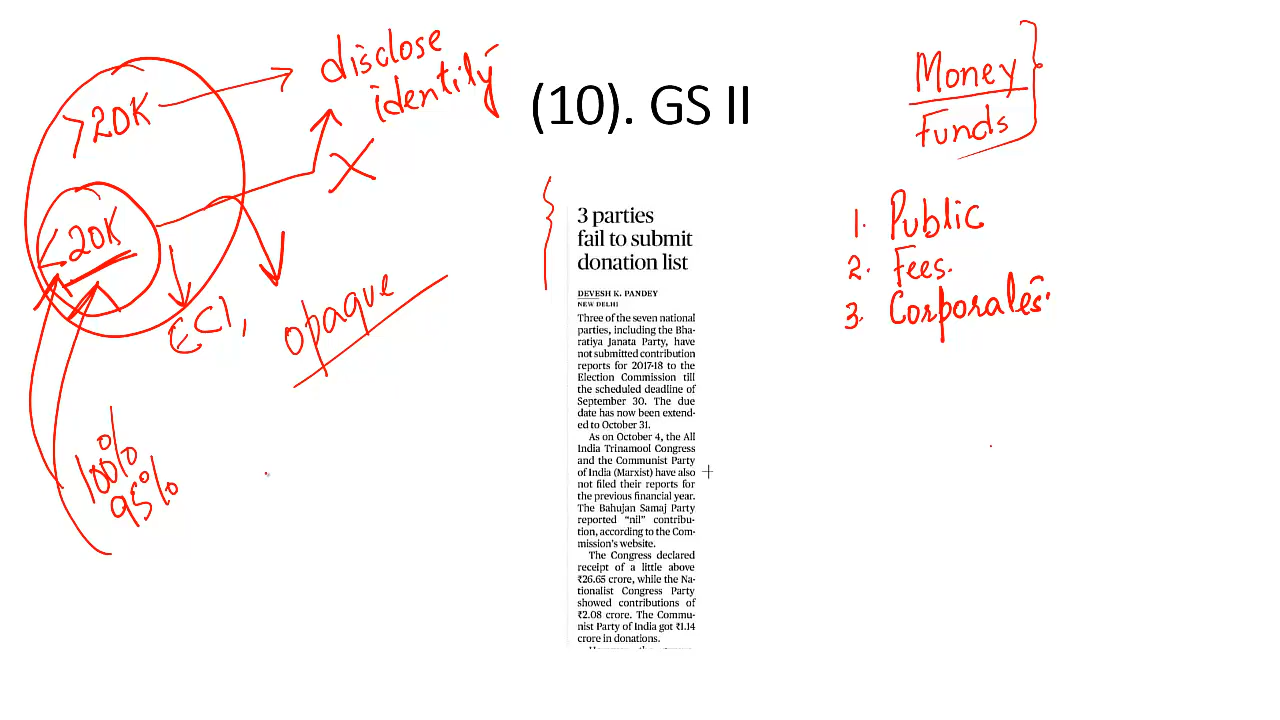 disclose
identity
>20K
<20K
X
ECI,
opaque
100%
95%
(10). GS II
3 parties
fail to submit
donation list
DEVESH K. PANDEY
NEW DELHI
Three of the seven national
parties, including the Bha-
ratiya Janata Party, have
not submitted contribution
reports for 2017-18 to the
Election Commission till
the scheduled deadline of
September 30. The due
date has now been extend-
ed to October 31.
As on October 4, the All
India Trinamool Congress
and the Communist Party
of India (Marxist) have also
not filed their reports for
the previous financial year.
The Bahujan Samaj Party
reported “nil” contribu-
tion, according to the Com-
mission’s website.
The Congress declared
receipt of a little above
₹26.65 crore, while the Na-
tionalist Congress Party
showed contributions of
₹2.08 crore. The Commu-
nist Party of India got ₹1.14
crore in donations.
Money
Funds
1. Public
2. Fees.
3. Corporates